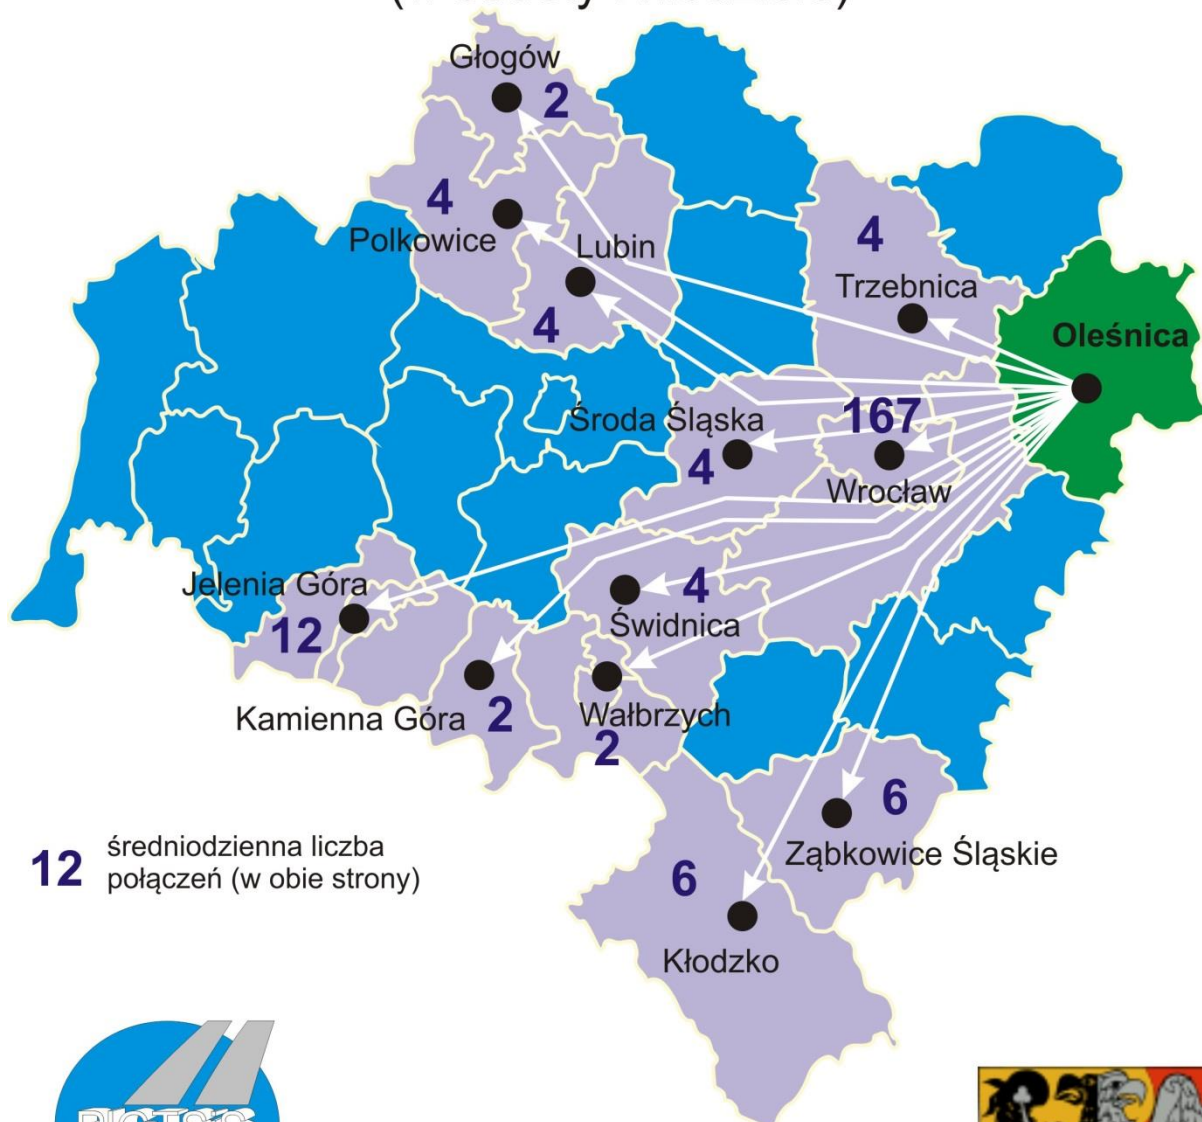 Głogów
2
4
Polkowice
Lubin
4
4
Trzebnica
Oleśnica
Środa Śląska
167
4
Wrocław
Jelenia Góra
12
4
Świdnica
Kamienna Góra
2
Wałbrzych
2
6
Ząbkowice Śląskie
12 średniodzienna liczba
połączeń (w obie strony)
6
Kłodzko